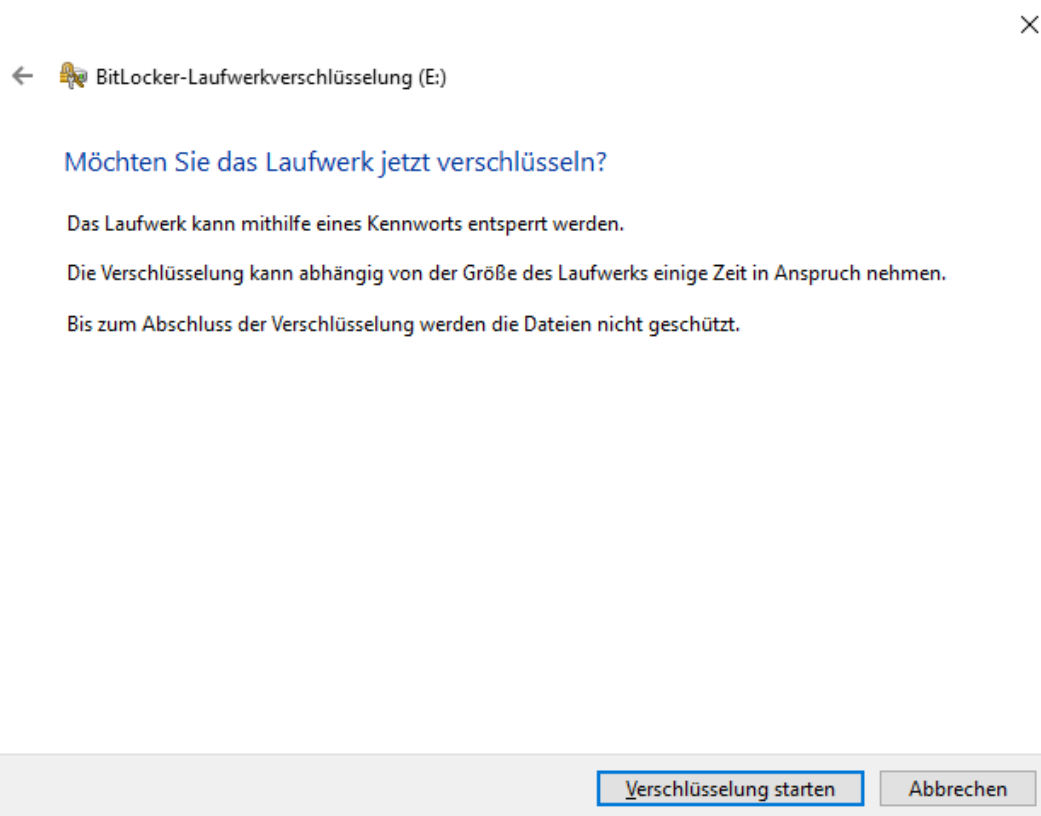 BitLocker-Laufwerkverschlüsselung (E:)
Möchten Sie das Laufwerk jetzt verschlüsseln?
Das Laufwerk kann mithilfe eines Kennworts entsperrt werden.
Die Verschlüsselung kann abhängig von der Größe des Laufwerks einige Zeit in Anspruch nehmen.
Bis zum Abschluss der Verschlüsselung werden die Dateien nicht geschützt.
Verschlüsselung starten
Abbrechen